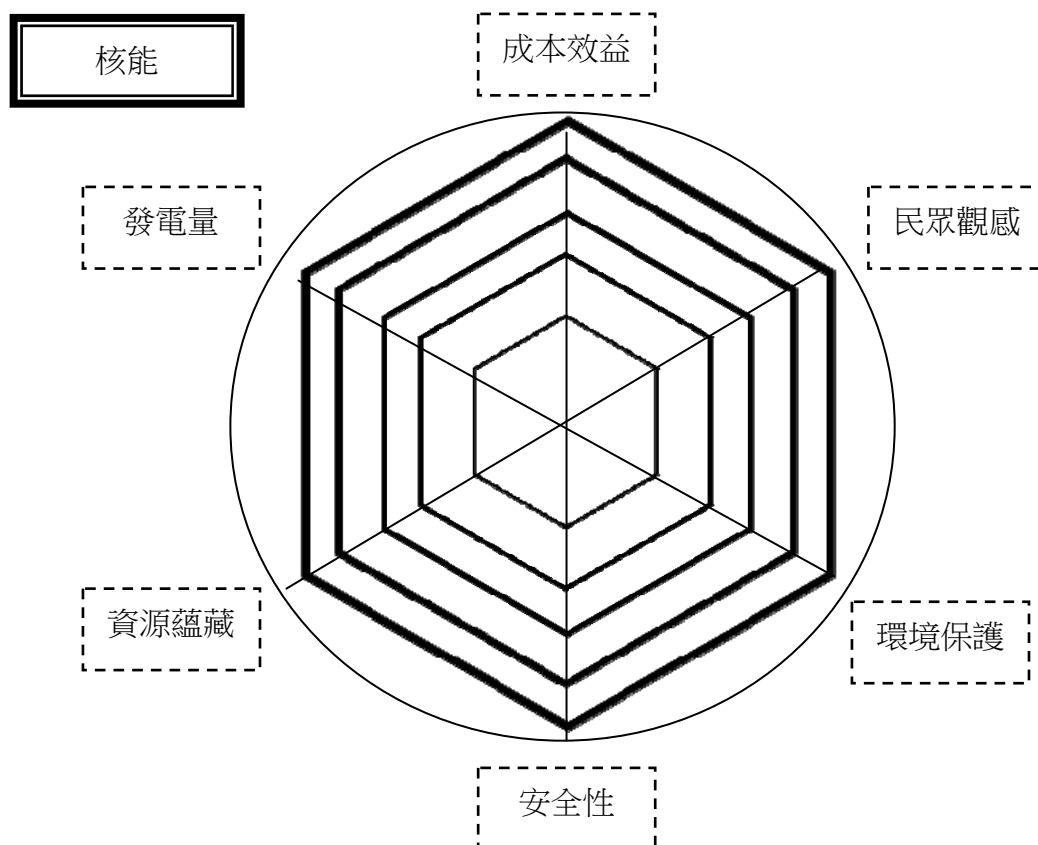 核能
成本效益
發電量
民眾觀感
資源蘊藏
環境保護
安全性